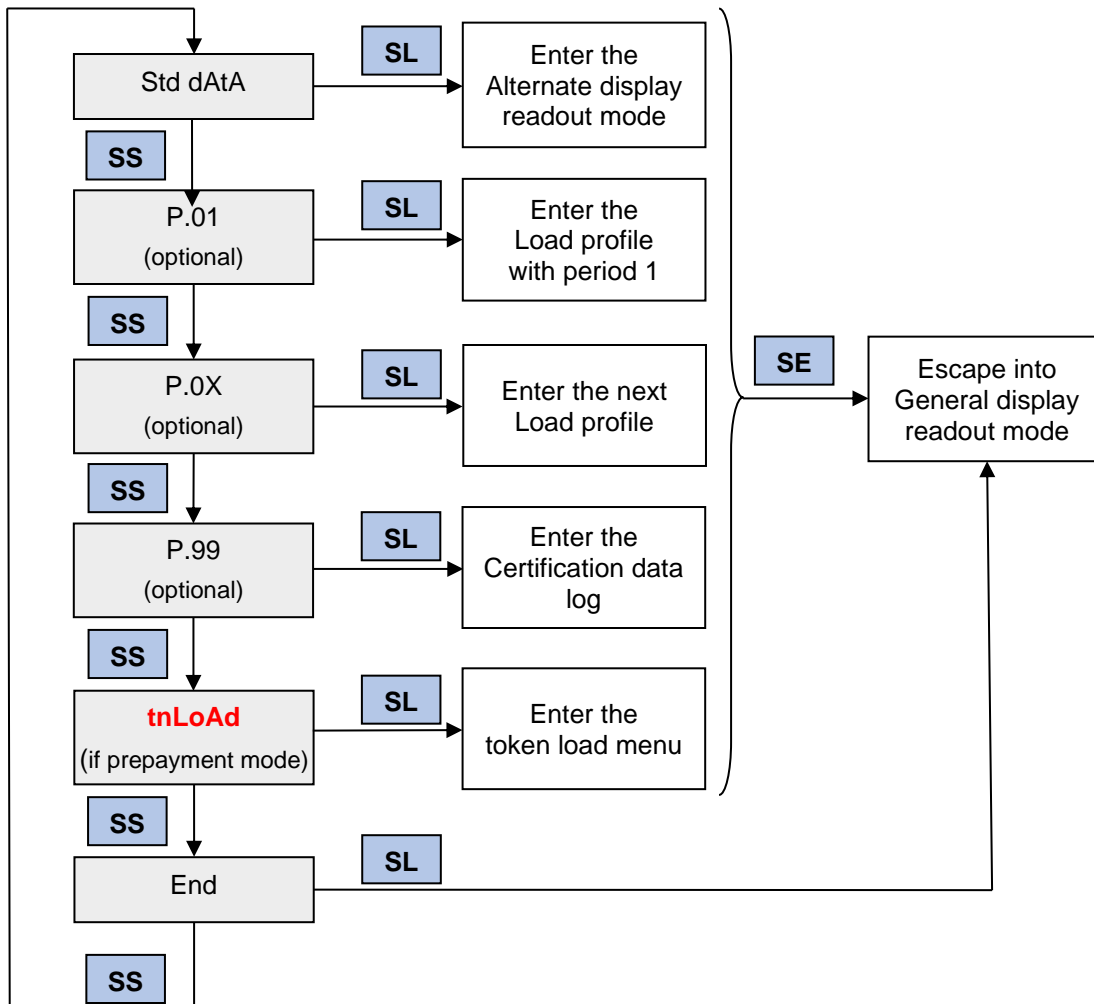 Std dAtA
SL
Enter the
Alternate display
readout mode
SS
P.01
(optional)
SL
Enter the
Load profile
with period 1
SS
P.0X
(optional)
SL
Enter the next
Load profile
SE
Escape into
General display
readout mode
SS
P.99
(optional)
SL
Enter the
Certification data
log
SS
tnLoAd
(if prepayment mode)
SL
Enter the
token load menu
SS
End
SL
SS